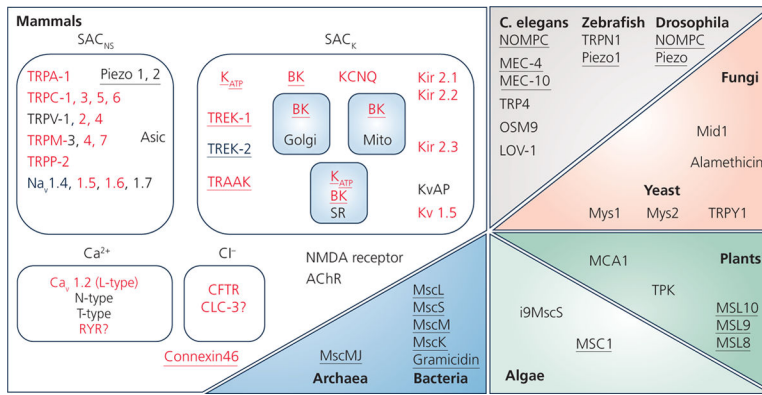 Mammals
SAC_NS
TRPA-1
Piezo 1, 2
TRPC-1, 3, 5, 6
TRPV-1, 2, 4
Asic
TRPM-3, 4, 7
TRPP-2
Na_v1.4, 1.5, 1.6, 1.7
SAC_K
K_ATP
BK
KCNQ
Kir 2.1
Kir 2.2
TREK-1
BK
Golgi
BK
Mito
TREK-2
Kir 2.3
TRAAK
K_ATP
BK
SR
KvAP
Kv 1.5
Ca²⁺
Ca_v 1.2 (L-type)
N-type
T-type
RYR?
Cl⁻
CFTR
CLC-3?
NMDA receptor
AChR
Connexin46
C. elegans
NOMPC
MEC-4
MEC-10
TRP4
OSM9
LOV-1
Zebrafish
TRPN1
Piezo1
Drosophila
NOMPC
Piezo
Fungi
Mid1
Alamethicin
Yeast
Mys1
Mys2
TRPY1
MscMJ
Archaea
MscL
MscS
MscM
MscK
Gramicidin
Bacteria
MCA1
Plants
TPK
MSL10
MSL9
MSL8
i9MscS
MSC1
Algae